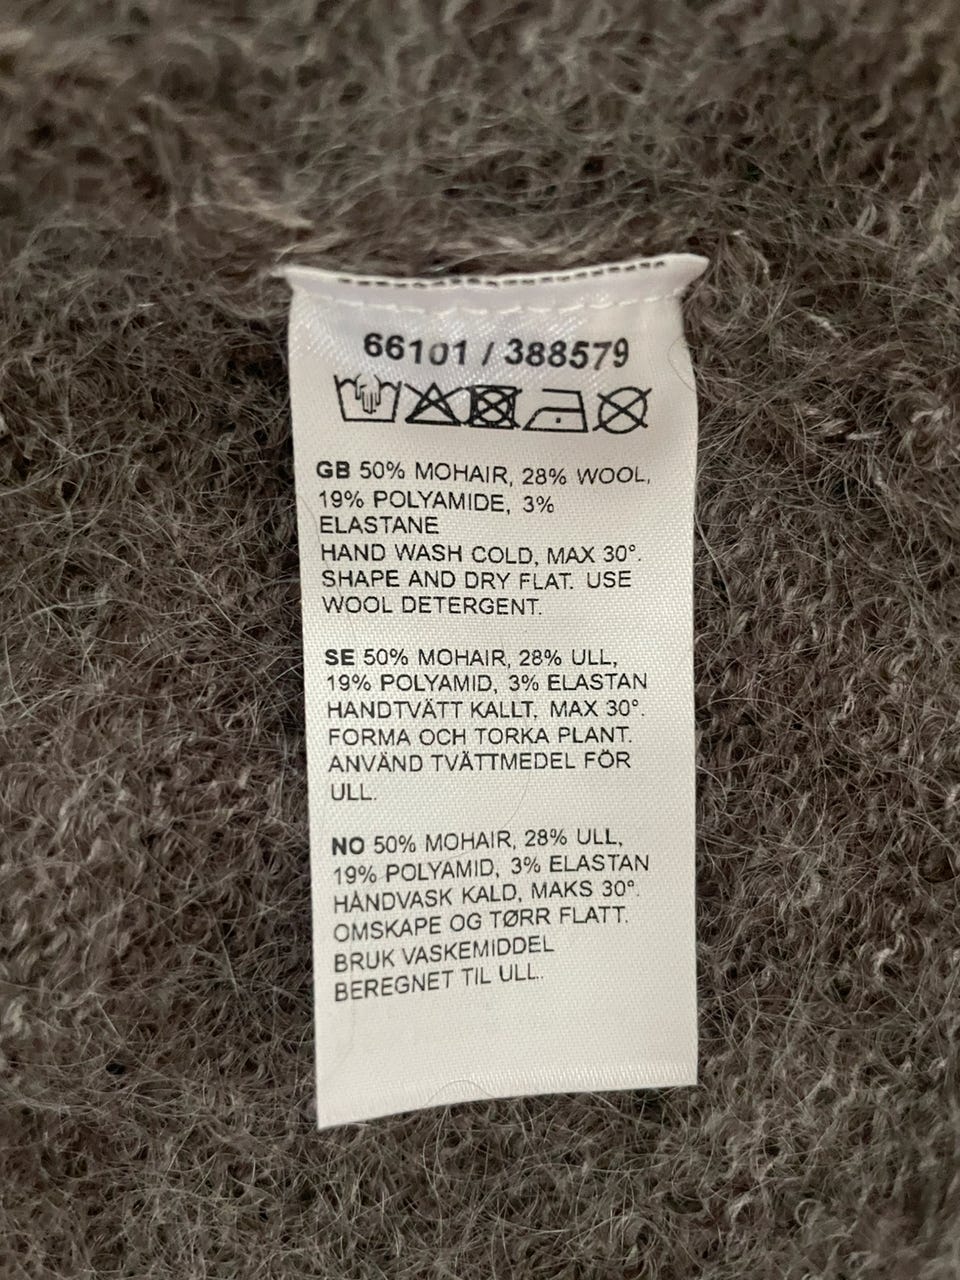 66101 / 388579
GB 50% MOHAIR, 28% WOOL,
19% POLYAMIDE, 3%
ELASTANE
HAND WASH COLD, MAX 30°.
SHAPE AND DRY FLAT. USE
WOOL DETERGENT.
SE 50% MOHAIR, 28% ULL,
19% POLYAMID, 3% ELASTAN
HANDTVÄTT KALLT, MAX 30°.
FORMA OCH TORKA PLANT.
ANVÄND TVÄTTMEDEL FÖR
ULL.
NO 50% MOHAIR, 28% ULL,
19% POLYAMID, 3% ELASTAN
HÅNDVASK KALD, MAKS 30°.
OMSKAPE OG TØRR FLATT.
BRUK VASKEMIDDEL
BEREGNET TIL ULL.